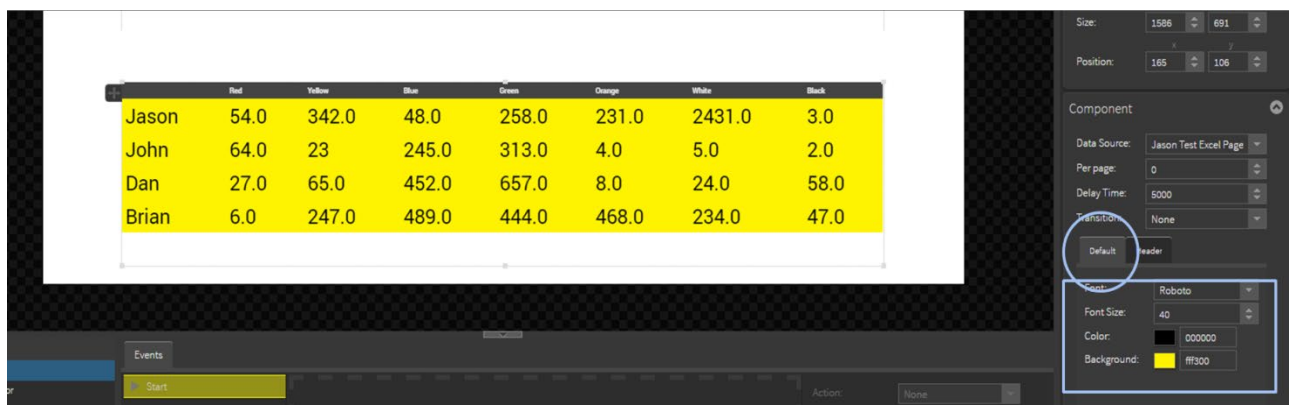 Size: 1586 691
x y
Position: 165 106
Red Yellow Blue Green Orange White Black
Jason 54.0 342.0 48.0 258.0 231.0 2431.0 3.0
John 64.0 23 245.0 313.0 4.0 5.0 2.0
Dan 27.0 65.0 452.0 657.0 8.0 24.0 58.0
Brian 6.0 247.0 489.0 444.0 468.0 234.0 47.0
Component
Data Source: Jason Test Excel Page
Per page: 0
Delay Time: 5000
Transition: None
Default Header
Font: Roboto
Font Size: 40
Color: 000000
Background: fff300
Events
Start
or
Action: None